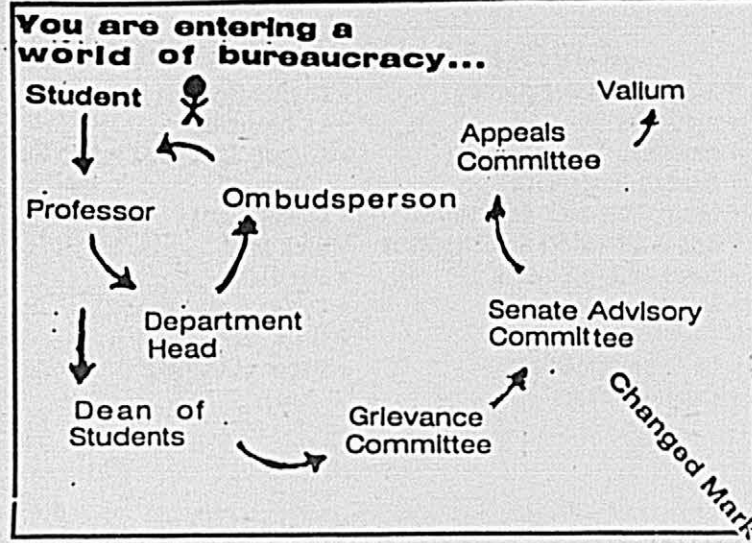 You are entering a
world of bureaucracy...
Student
Valium
Appeals
Committee
Professor
Ombudsperson
Department
Head
Senate Advisory
Committee
Dean of
Students
Grievance
Committee
Changed Mark